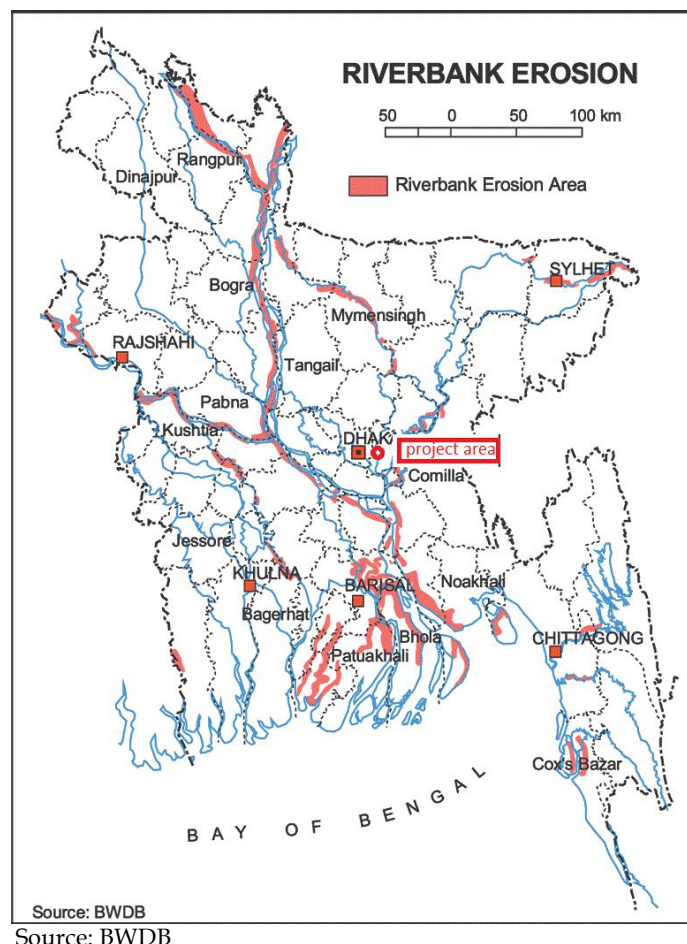 RIVERBANK EROSION
50 0 50 100 km
Riverbank Erosion Area
Rangpur
Dinajpur
SYLHET
Bogra
Mymensingh
RAJSHAHI
Tangail
Pabna
Kushtia
DHAK
project area
Comilla
Jessore
KHULNA
BARISAL
Noakhali
Bagerhat
Bhola
CHITTAGONG
Patuakhali
Cox's Bazar
BAY OF BENGAL
Source: BWDB
Source: BWDB